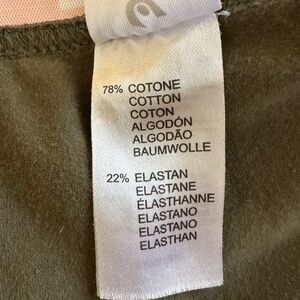 78% COTONE
COTTON
COTON
ALGODÓN
ALGODÃO
BAUMWOLLE
22% ELASTAN
ELASTANE
ÉLASTHANNE
ELASTANO
ELASTANO
ELASTHAN